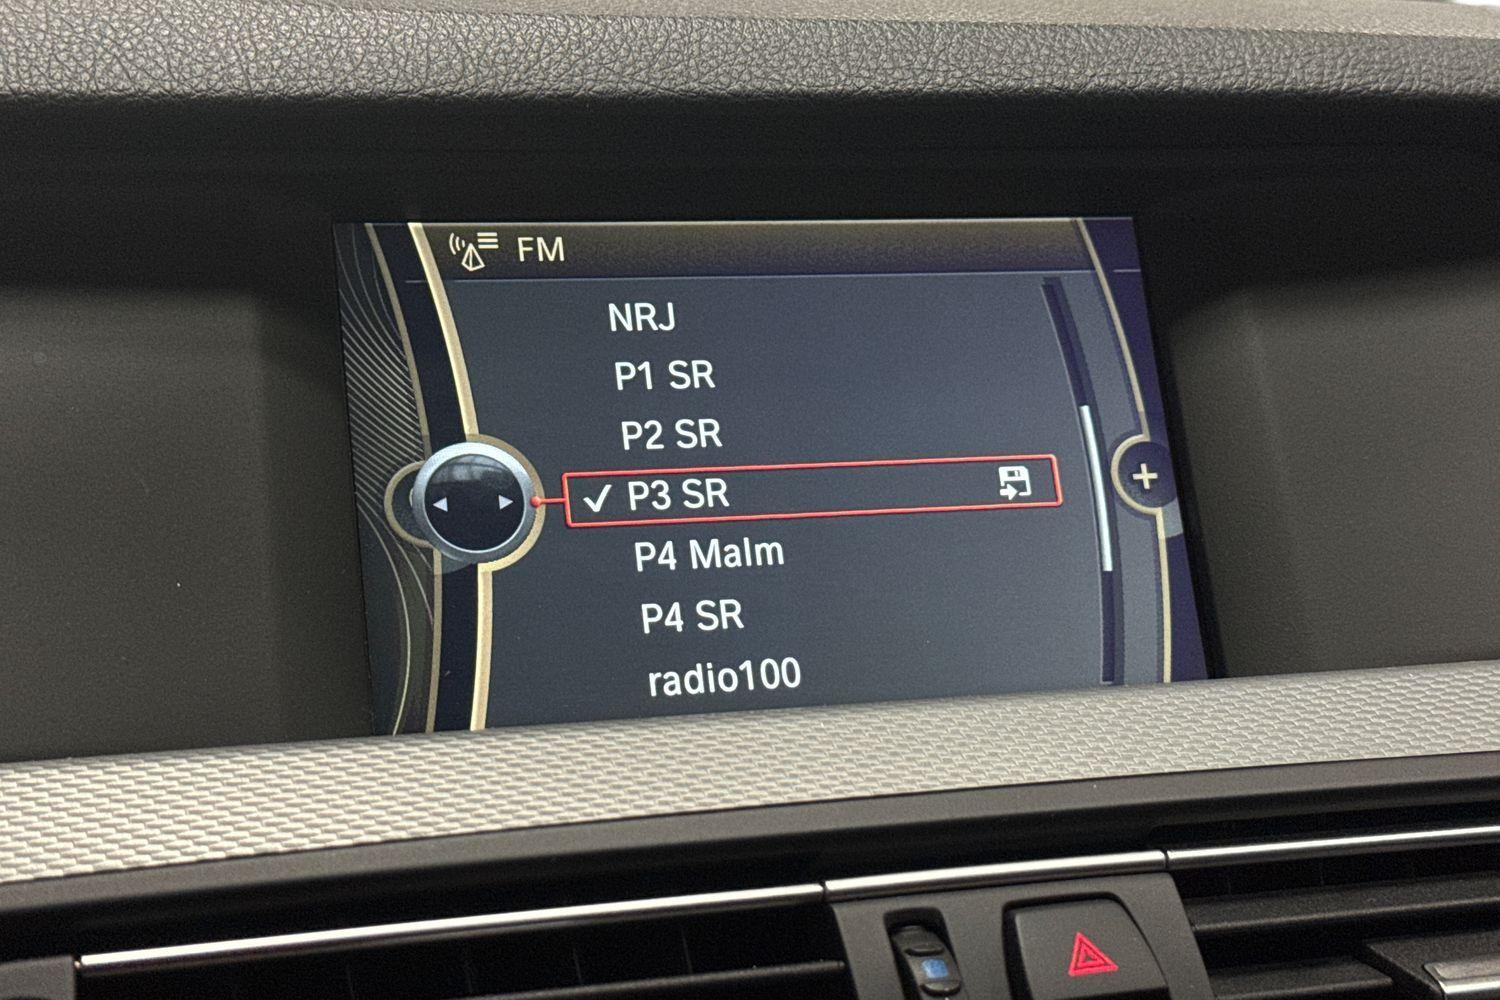 FM
NRJ
P1 SR
P2 SR
P3 SR
P4 Malm
P4 SR
radio100